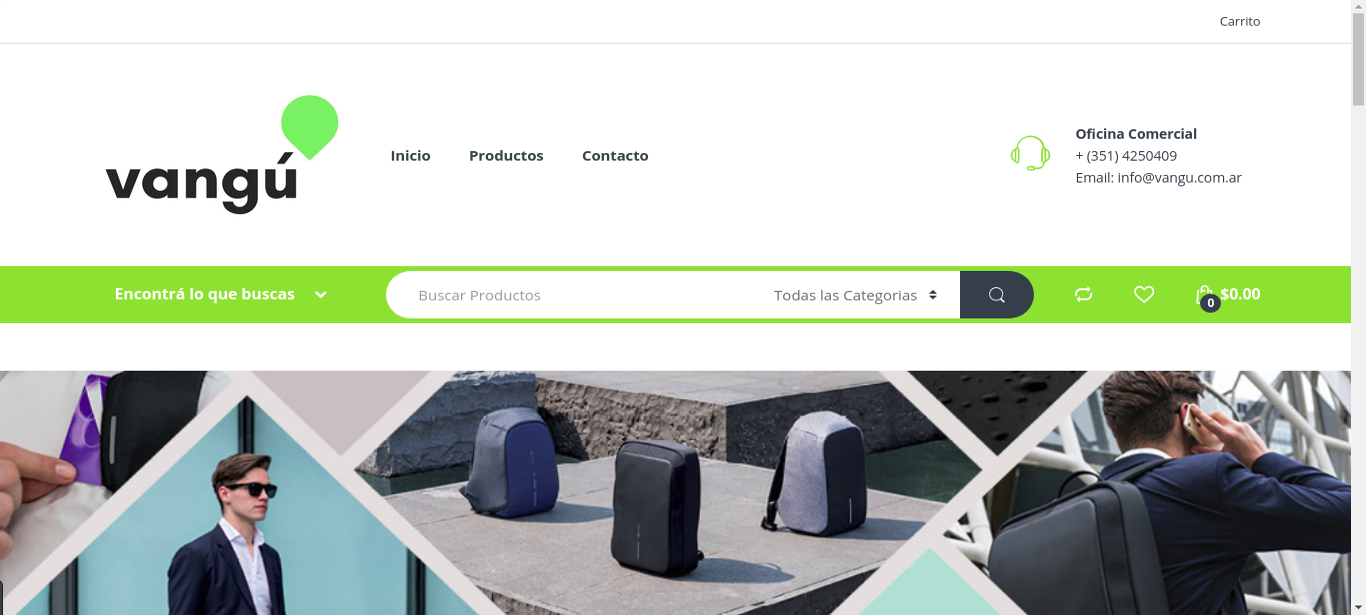 Carrito
vangú
Inicio Productos Contacto
Oficina Comercial
+ (351) 4250409
Email: info@vangu.com.ar
Encontrá lo que buscas
Buscar Productos
Todas las Categorias
0
$0.00